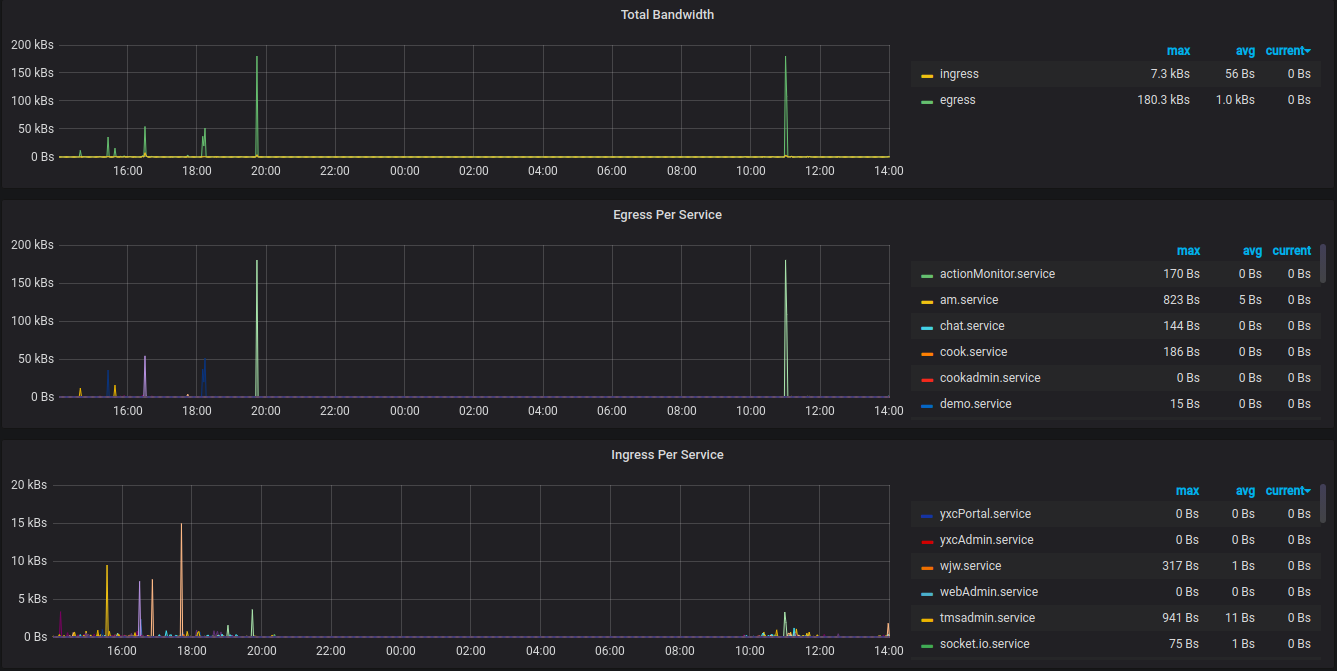 Total Bandwidth
200 kBs
150 kBs
100 kBs
50 kBs
0 Bs
16:00 18:00 20:00 22:00 00:00 02:00 04:00 06:00 08:00 10:00 12:00 14:00
max avg current
ingress 7.3 kBs 56 Bs 0 Bs
egress 180.3 kBs 1.0 kBs 0 Bs
Egress Per Service
200 kBs
150 kBs
100 kBs
50 kBs
0 Bs
16:00 18:00 20:00 22:00 00:00 02:00 04:00 06:00 08:00 10:00 12:00 14:00
max avg current
actionMonitor.service 170 Bs 0 Bs 0 Bs
am.service 823 Bs 5 Bs 0 Bs
chat.service 144 Bs 0 Bs 0 Bs
cook.service 186 Bs 0 Bs 0 Bs
cookadmin.service 0 Bs 0 Bs 0 Bs
demo.service 15 Bs 0 Bs 0 Bs
Ingress Per Service
20 kBs
15 kBs
10 kBs
5 kBs
0 Bs
16:00 18:00 20:00 22:00 00:00 02:00 04:00 06:00 08:00 10:00 12:00 14:00
max avg current
yxcPortal.service 0 Bs 0 Bs 0 Bs
yxcAdmin.service 0 Bs 0 Bs 0 Bs
wjw.service 317 Bs 1 Bs 0 Bs
webAdmin.service 0 Bs 0 Bs 0 Bs
tmsadmin.service 941 Bs 11 Bs 0 Bs
socket.io.service 75 Bs 1 Bs 0 Bs